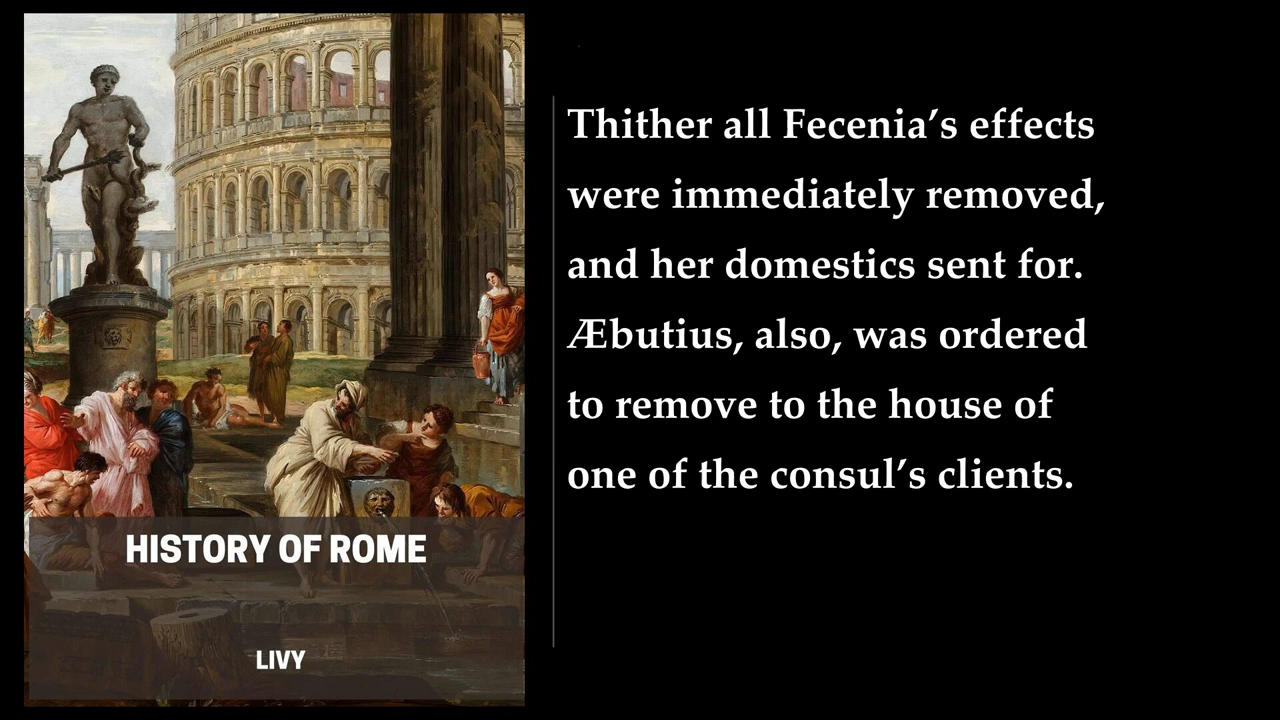 HISTORY OF ROME
LIVY
Thither all Fecenia’s effects
were immediately removed,
and her domestics sent for.
Æbutius, also, was ordered
to remove to the house of
one of the consul’s clients.